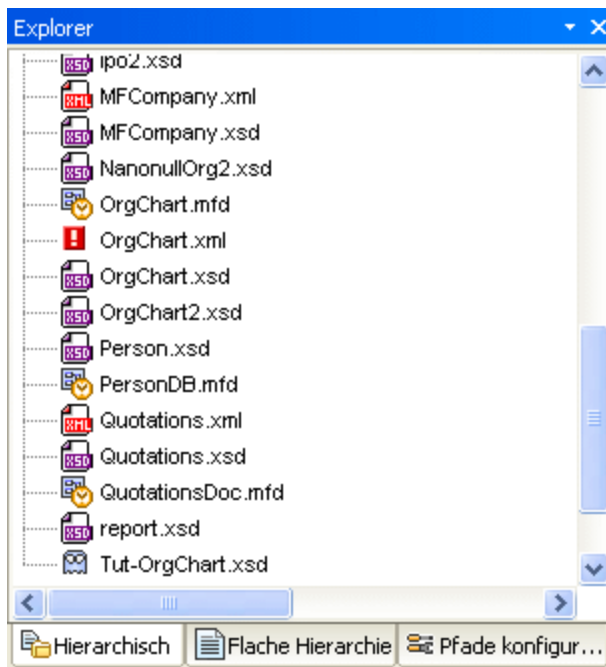 Explorer
ipo2.xsd
MFCompany.xml
MFCompany.xsd
NanonullOrg2.xsd
OrgChart.mfd
OrgChart.xml
OrgChart.xsd
OrgChart2.xsd
Person.xsd
PersonDB.mfd
Quotations.xml
Quotations.xsd
QuotationsDoc.mfd
report.xsd
Tut-OrgChart.xsd
Hierarchisch Flache Hierarchie Pfade konfigur...